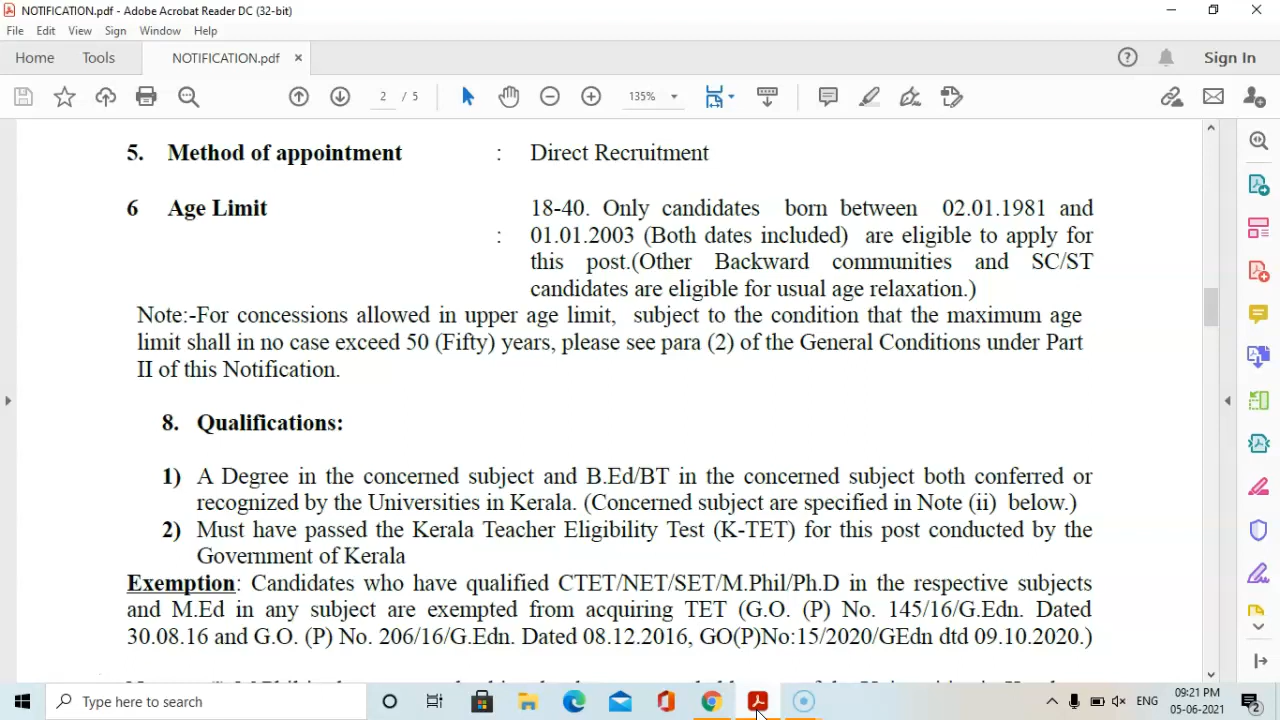 NOTIFICATION.pdf - Adobe Acrobat Reader DC (32-bit)
File Edit View Sign Window Help
Home Tools NOTIFICATION.pdf × Sign In
2 / 5 135%
5. Method of appointment : Direct Recruitment
6 Age Limit 18-40. Only candidates born between 02.01.1981 and
: 01.01.2003 (Both dates included) are eligible to apply for
this post.(Other Backward communities and SC/ST
candidates are eligible for usual age relaxation.)
Note:-For concessions allowed in upper age limit, subject to the condition that the maximum age
limit shall in no case exceed 50 (Fifty) years, please see para (2) of the General Conditions under Part
II of this Notification.
8. Qualifications:
1) A Degree in the concerned subject and B.Ed/BT in the concerned subject both conferred or
recognized by the Universities in Kerala. (Concerned subject are specified in Note (ii) below.)
2) Must have passed the Kerala Teacher Eligibility Test (K-TET) for this post conducted by the
Government of Kerala
Exemption: Candidates who have qualified CTET/NET/SET/M.Phil/Ph.D in the respective subjects
and M.Ed in any subject are exempted from acquiring TET (G.O. (P) No. 145/16/G.Edn. Dated
30.08.16 and G.O. (P) No. 206/16/G.Edn. Dated 08.12.2016, GO(P)No:15/2020/GEdn dtd 09.10.2020.)
Type here to search ENG 09:21 PM
05-06-2021 2